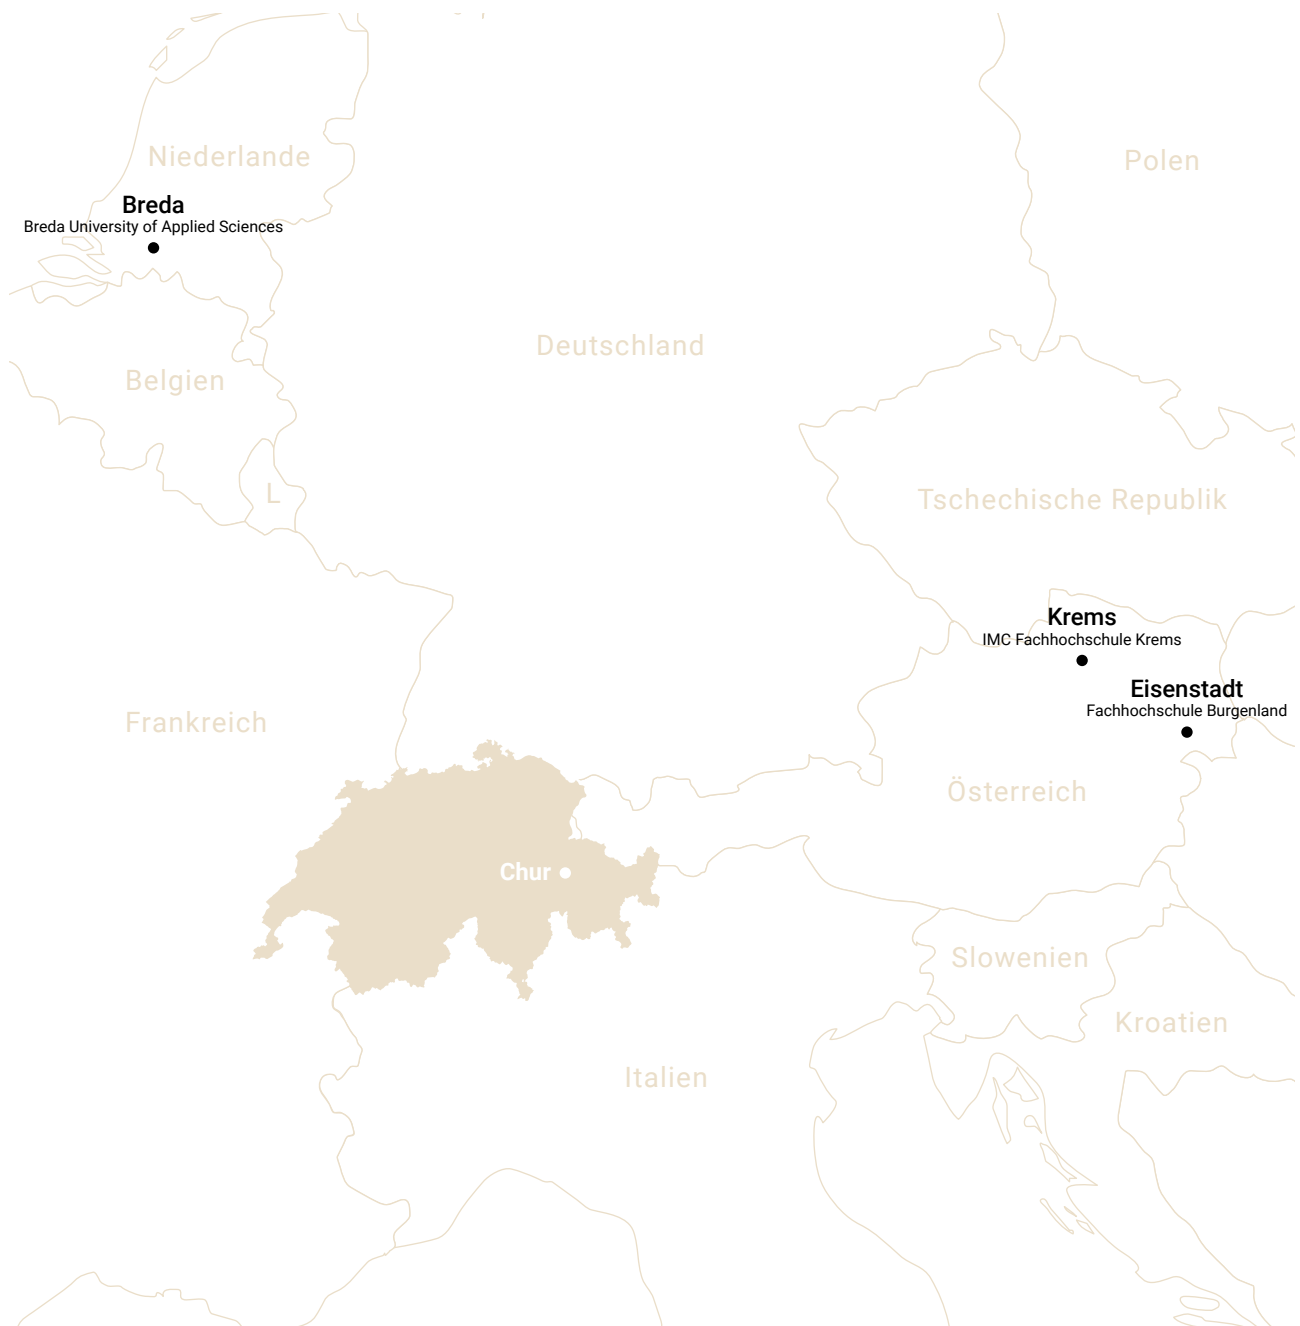 Niederlande
Polen
Breda
Breda University of Applied Sciences
Deutschland
Belgien
L
Tschechische Republik
Krems
IMC Fachhochschule Krems
Eisenstadt
Fachhochschule Burgenland
Frankreich
Österreich
Chur
Slowenien
Kroatien
Italien